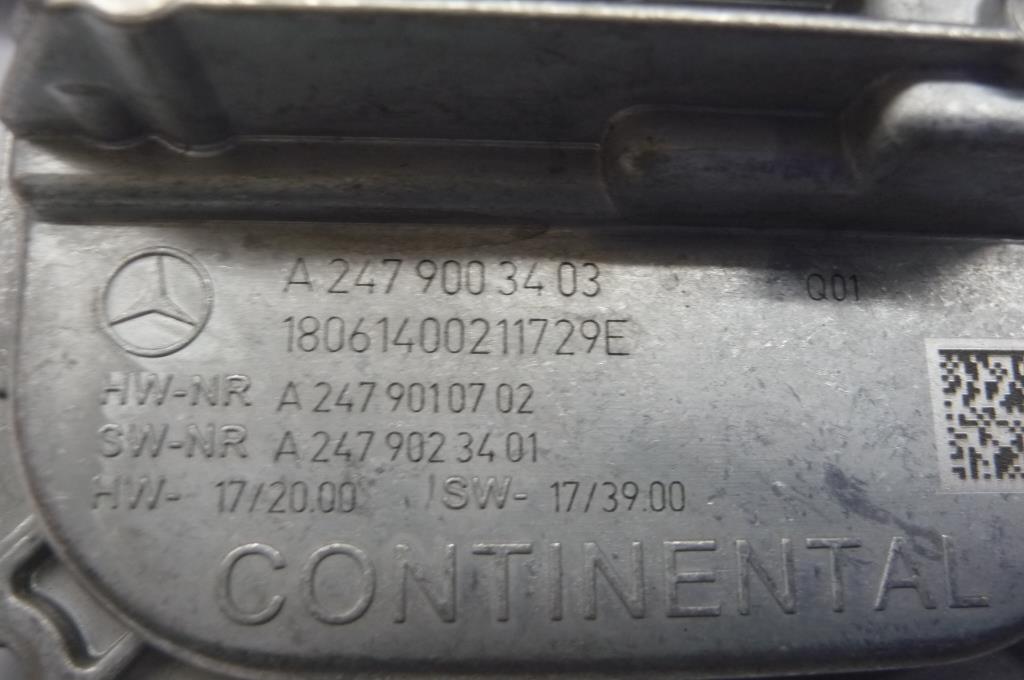 A 247 900 34 03 Q01
18061400211729E
HW-NR A 247 901 07 02
SW-NR A 247 902 34 01
HW- 17/20.00 SW- 17/39.00
CONTINENTAL